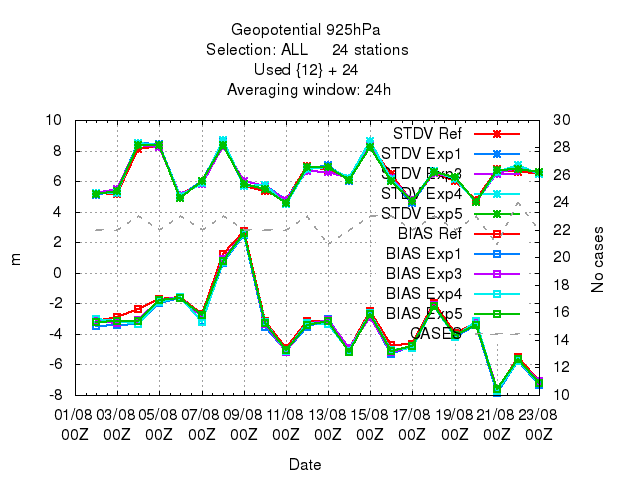 Geopotential 925hPa
Selection: ALL 24 stations
Used {12} + 24
Averaging window: 24h
10 30
8 28
6 26
4 24
2 22
0 20
-2 18
-4 16
-6 14
-8 12
10
m
No cases
STDV Ref
STDV Exp1
STDV Exp3
STDV Exp4
STDV Exp5
BIAS Ref
BIAS Exp1
BIAS Exp3
BIAS Exp4
BIAS Exp5
CASES
01/08 03/08 05/08 07/08 09/08 11/08 13/08 15/08 17/08 19/08 21/08 23/08
00Z 00Z 00Z 00Z 00Z 00Z 00Z 00Z 00Z 00Z 00Z 00Z
Date